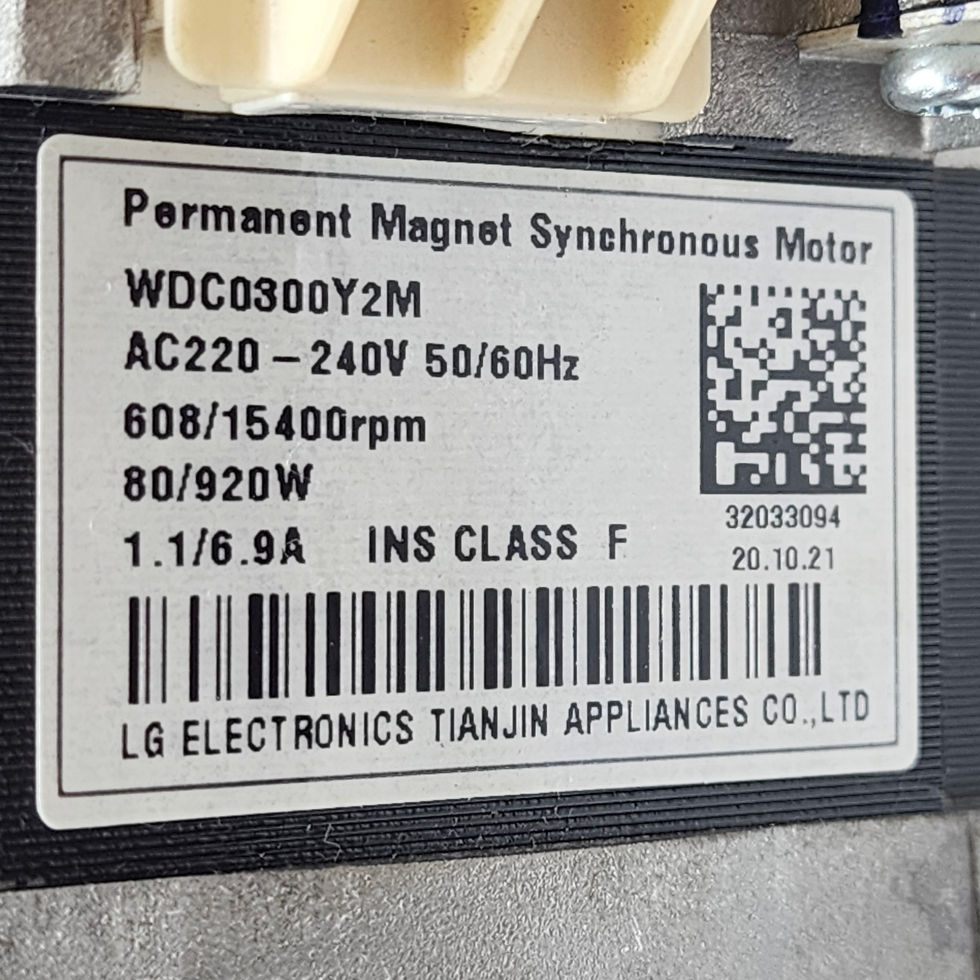 Permanent Magnet Synchronous Motor
WDC0300Y2M
AC220-240V 50/60Hz
608/15400rpm
80/920W
1.1/6.9A INS CLASS F
32033094
20.10.21
LG ELECTRONICS TIANJIN APPLIANCES CO.,LTD